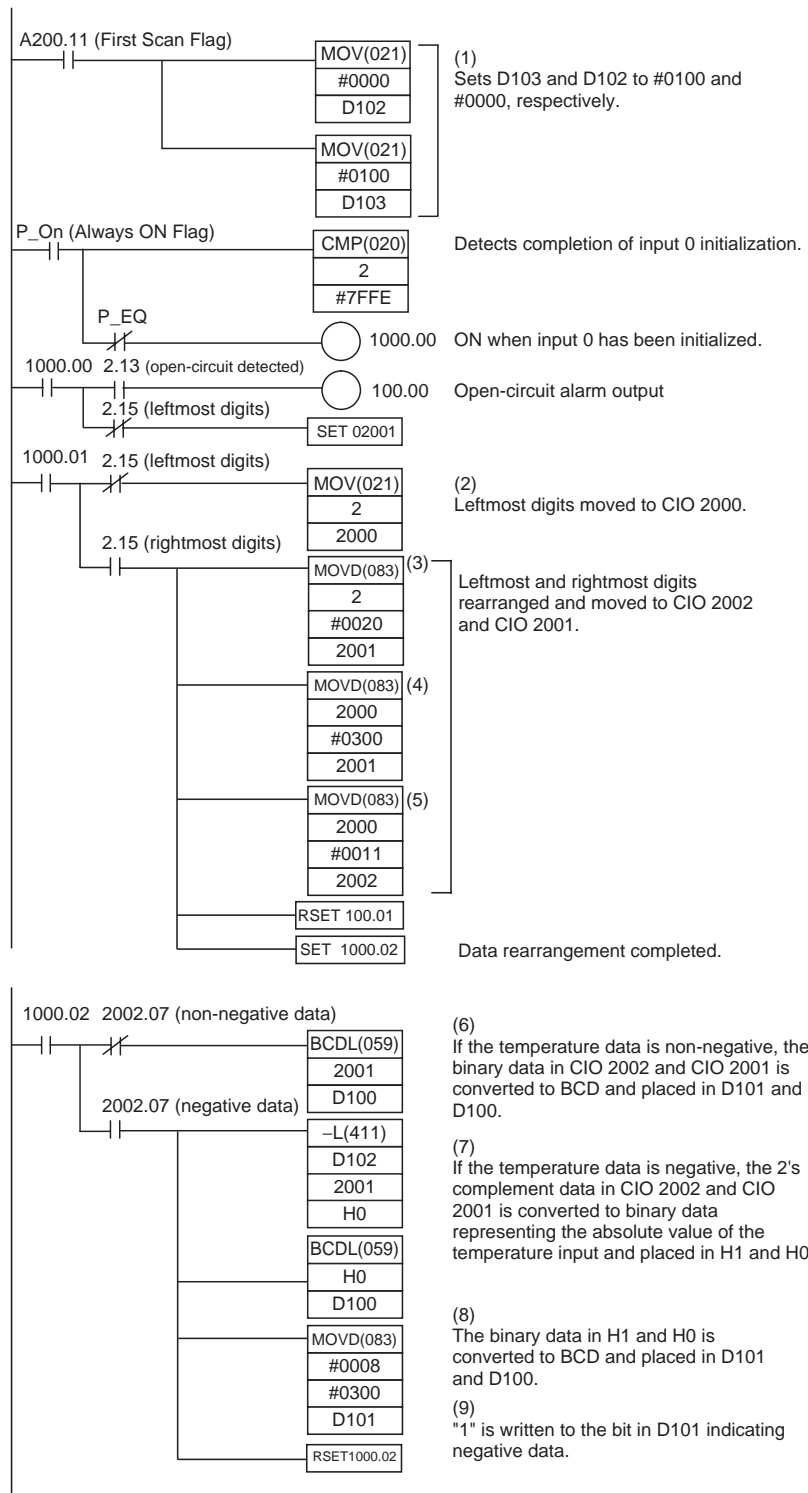 A200.11 (First Scan Flag)
MOV(021)
#0000
D102
(1)
Sets D103 and D102 to #0100 and
#0000, respectively.
MOV(021)
#0100
D103
P_On (Always ON Flag)
CMP(020)
2
#7FFE
Detects completion of input 0 initialization.
P_EQ
1000.00
ON when input 0 has been initialized.
1000.00 2.13 (open-circuit detected)
100.00
Open-circuit alarm output
2.15 (leftmost digits)
SET 02001
1000.01 2.15 (leftmost digits)
MOV(021)
2
2000
(2)
Leftmost digits moved to CIO 2000.
2.15 (rightmost digits)
MOVD(083) (3)
2
#0020
2001
Leftmost and rightmost digits
rearranged and moved to CIO 2002
and CIO 2001.
MOVD(083) (4)
2000
#0300
2001
MOVD(083) (5)
2000
#0011
2002
RSET 100.01
SET 1000.02
Data rearrangement completed.
1000.02 2002.07 (non-negative data)
BCDL(059)
2001
D100
(6)
If the temperature data is non-negative, the
binary data in CIO 2002 and CIO 2001 is
converted to BCD and placed in D101 and
D100.
2002.07 (negative data)
−L(411)
D102
2001
H0
(7)
If the temperature data is negative, the 2's
complement data in CIO 2002 and CIO
2001 is converted to binary data
representing the absolute value of the
temperature input and placed in H1 and H0
BCDL(059)
H0
D100
(8)
The binary data in H1 and H0 is
converted to BCD and placed in D101
and D100.
MOVD(083)
#0008
#0300
D101
(9)
"1" is written to the bit in D101 indicating
negative data.
RSET1000.02